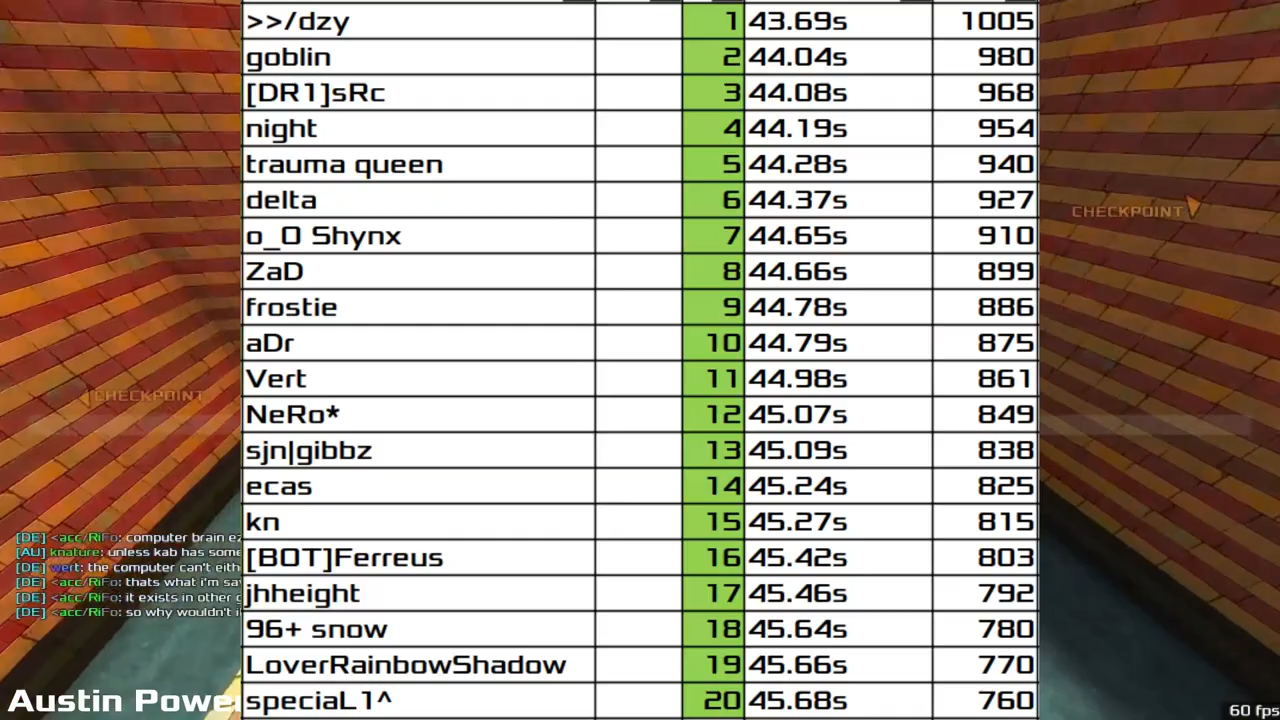 >>/dzy 1 43.69s 1005
goblin 2 44.04s 980
[DR1]sRc 3 44.08s 968
night 4 44.19s 954
trauma queen 5 44.28s 940
delta 6 44.37s 927
CHECKPOINT
o_O Shynx 7 44.65s 910
ZaD 8 44.66s 899
frostie 9 44.78s 886
aDr 10 44.79s 875
Vert 11 44.98s 861
CHECKPOINT
NeRo* 12 45.07s 849
sjn|gibbz 13 45.09s 838
ecas 14 45.24s 825
kn 15 45.27s 815
[DE] <acc/RiFo: computer brain
[AU] knature: unless kab has some
[BOT]Ferreus 16 45.42s 803
[DE] wert: the computer can't
[DE] <acc/RiFo: thats what i'm
[DE] <acc/RiFo: it exists in other
jhheight 17 45.46s 792
[DE] <acc/RiFo: so why wouldn't
96+ snow 18 45.64s 780
LoverRainbowShadow 19 45.66s 770
Austin
speciaL1^ 20 45.68s 760
60 fps